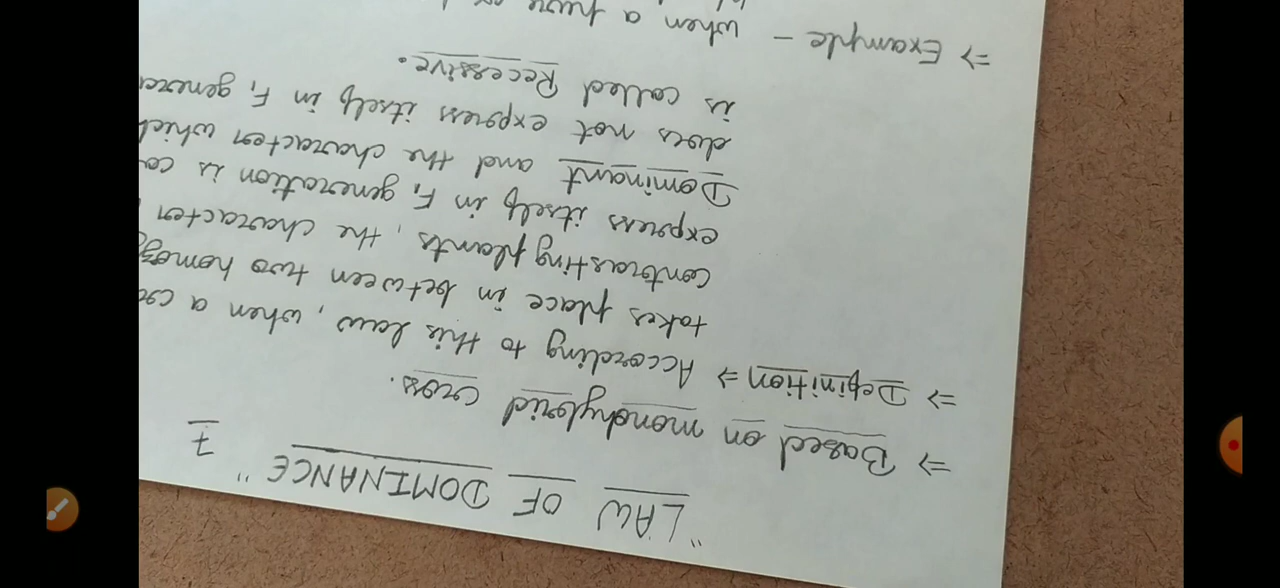 "LAW OF DOMINANCE" 7
⇒ Based on monohybrid cross.
⇒ Definition ⇒ According to this law, when a
takes place in between two
contrasting plants, the character
express itself in F₁ generation is
Dominant and the character which
does not express itself in F₁
is called Recessive.
⇒ Example - when a pure